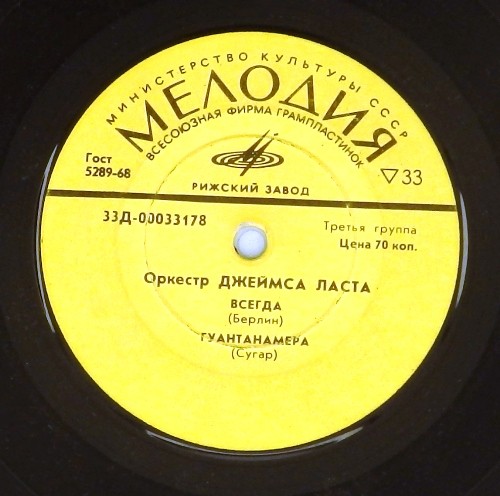 МИНИСТЕРСТВО КУЛЬТУРЫ СССР
МЕЛОДИЯ
ВСЕСОЮЗНАЯ ФИРМА ГРАМПЛАСТИНОК
Гост
5289-68
▽33
РИЖСКИЙ ЗАВОД
33Д-00033178
Третья группа
Цена 70 коп.
Оркестр ДЖЕЙМСА ЛАСТА
ВСЕГДА
(Берлин)
ГУАНТАНАМЕРА
(Сугар)